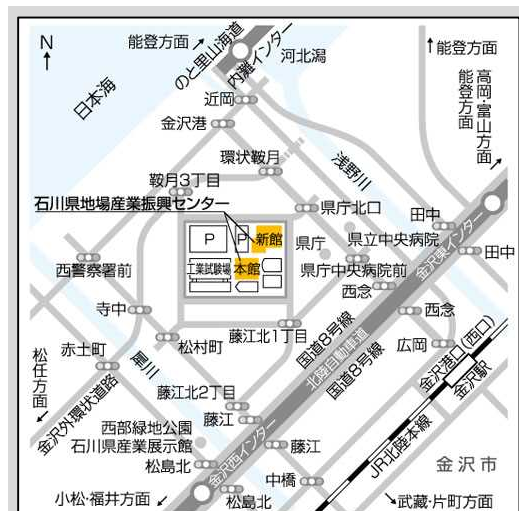 N
能登方面
のと里山海道
内灘インター
河北潟
能登方面
日本海
近岡
金沢港
高岡・富山方面
能登方面
環状鞍月
浅野川
鞍月3丁目
石川県地場産業振興センター
県庁北口
田中
P
P
新館
県庁
県立中央病院
金沢東インター
田中
西警察署前
工業試験場
本館
県庁中央病院前
西念
寺中
西念
藤江北1丁目
国道8号線
北陸自動車道
国道8号線
広岡
松任方面
赤土町
松村町
犀川
金沢港口(西口)
金沢駅
金沢外環状道路
藤江北2丁目
藤江
西部緑地公園
石川県産業展示館
藤江
JR北陸本線
金沢市
松島北
金沢西インター
中橋
小松・福井方面
松島北
武蔵・片町方面